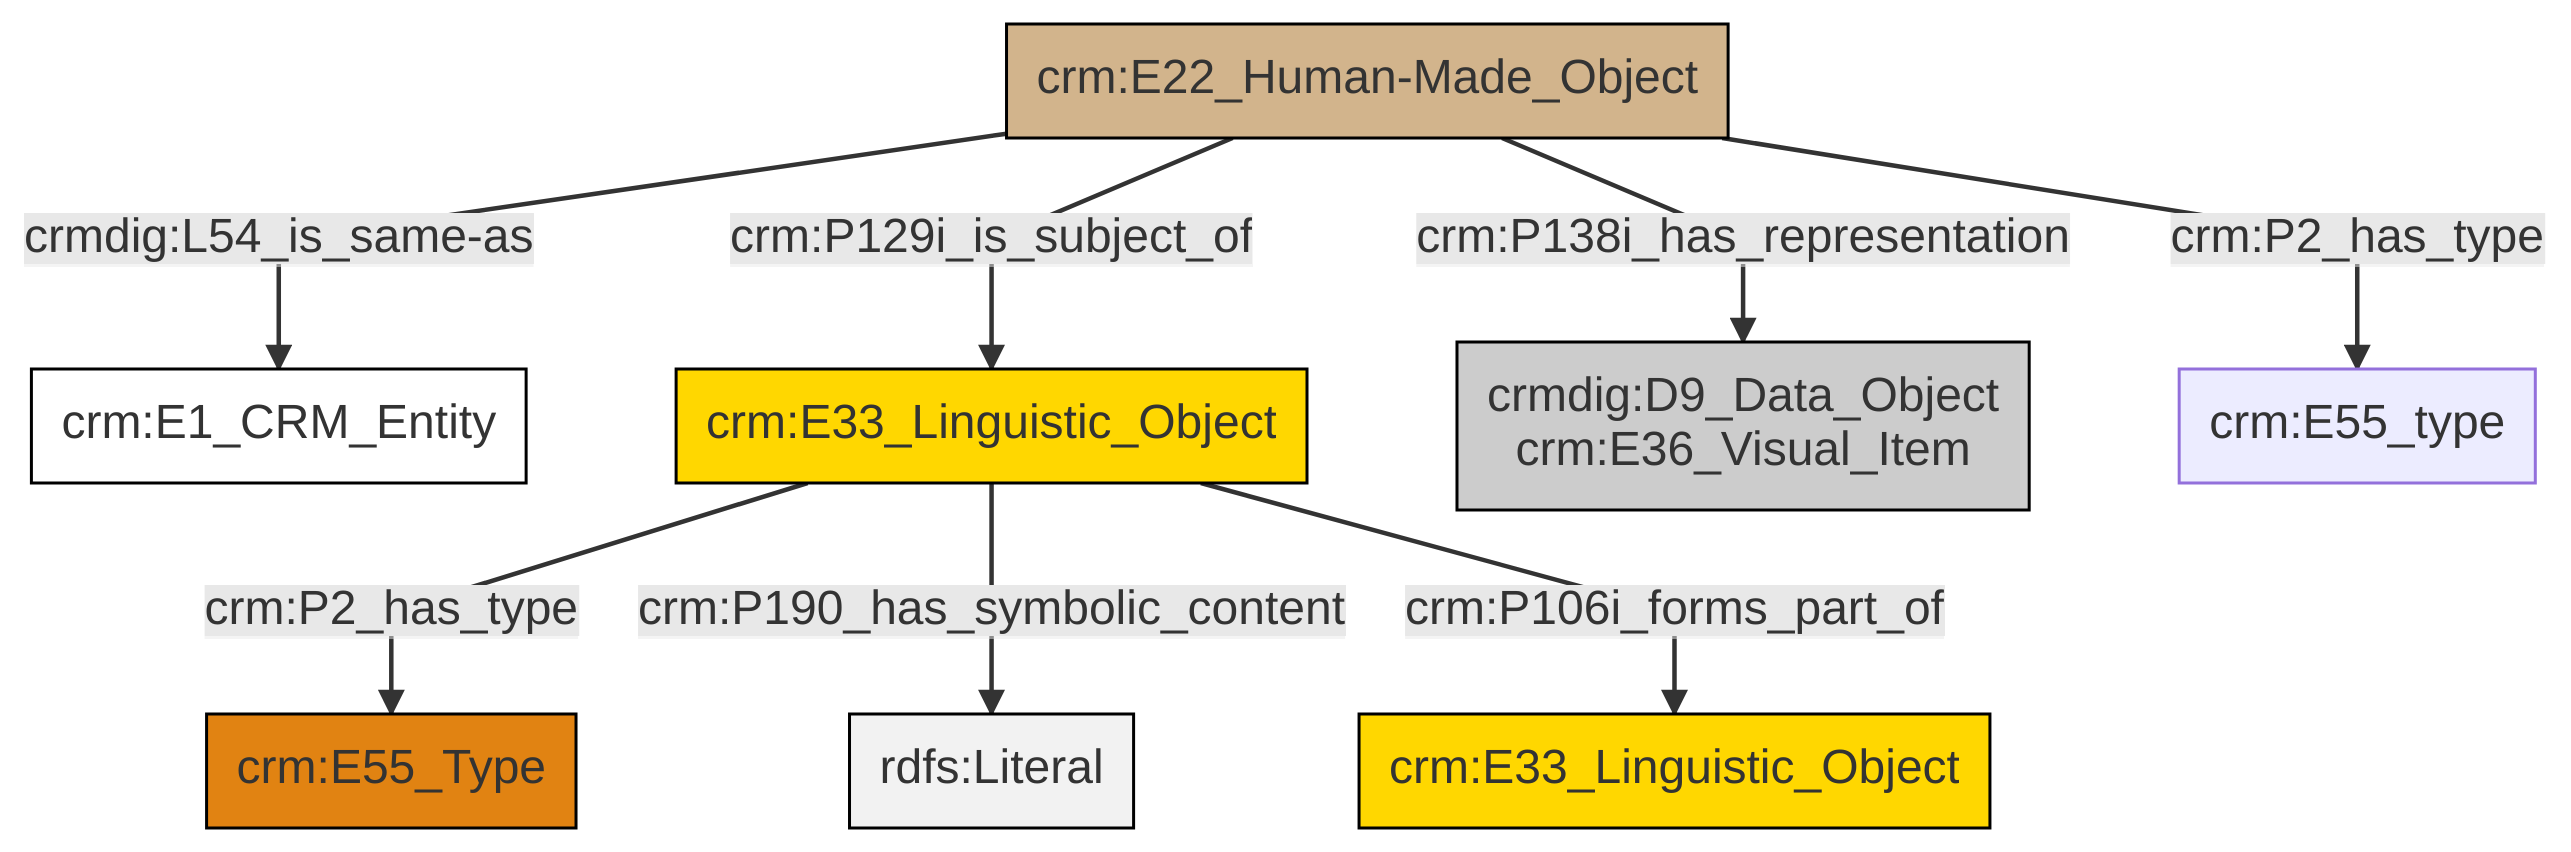 crm:E22_Human-Made_Object
crmdig:L54_is_same-as
crm:P129i_is_subject_of
crm:P138i_has_representation
crm:P2_has_type
crm:E1_CRM_Entity
crm:E33_Linguistic_Object
crmdig:D9_Data_Object
crm:E36_Visual_Item
crm:E55_type
crm:P2_has_type
crm:P190_has_symbolic_content
crm:P106i_forms_part_of
crm:E55_Type
rdfs:Literal
crm:E33_Linguistic_Object